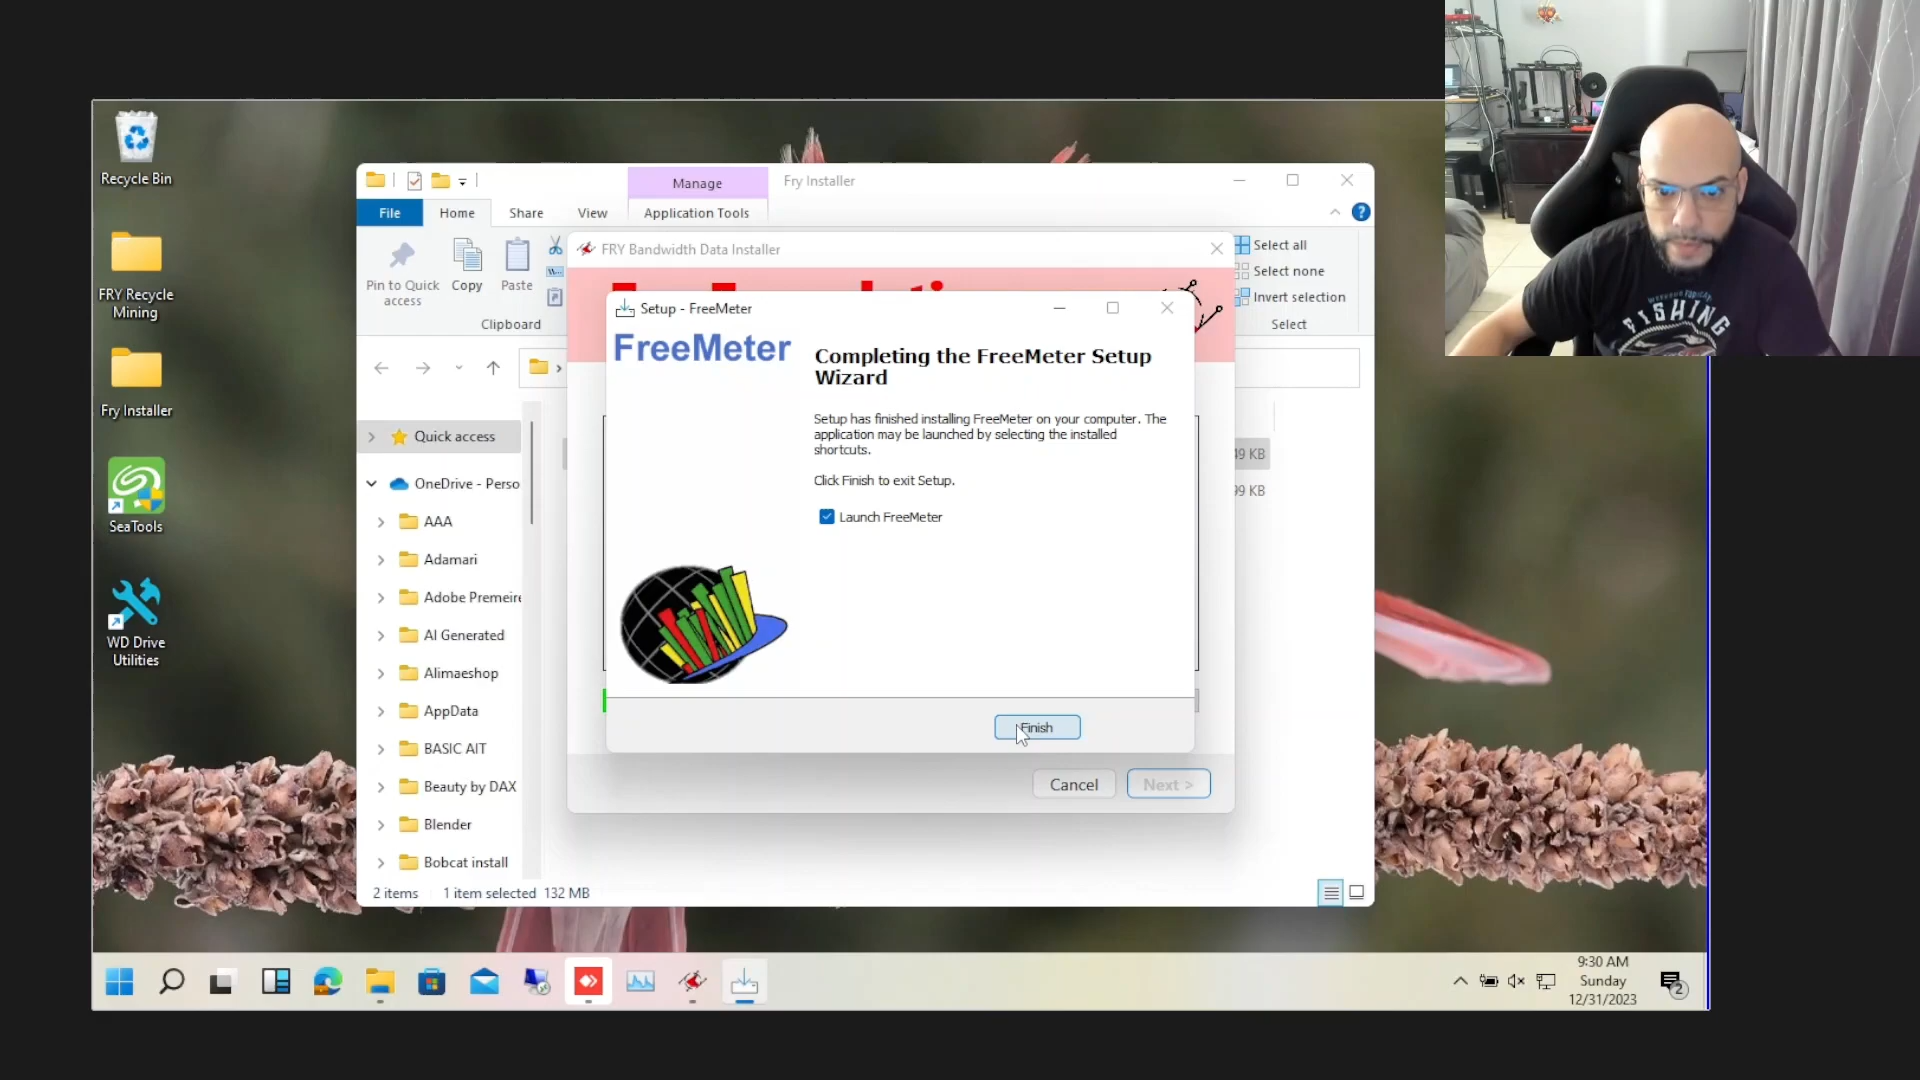 Recycle Bin
FRY Recycle
Mining
Fry Installer
SeaTools
WD Drive
Utilities
Manage
Fry Installer
File
Home
Share
View
Application Tools
Pin to Quick
access
Copy
Paste
Clipboard
Select all
Select none
Invert selection
Select
FRY Bandwidth Data Installer
Setup - FreeMeter
FreeMeter
Completing the FreeMeter Setup
Wizard
Setup has finished installing FreeMeter on your computer. The
application may be launched by selecting the installed
shortcuts.
Click Finish to exit Setup.
Launch FreeMeter
Finish
Cancel
Next >
Quick access
OneDrive - Perso
AAA
Adamari
Adobe Premeire
AI Generated
Alimaeshop
AppData
BASIC AIT
Beauty by DAX
Blender
Bobcat install
49 KB
99 KB
2 items
1 item selected 132 MB
9:30 AM
Sunday
12/31/2023
2
FISHING